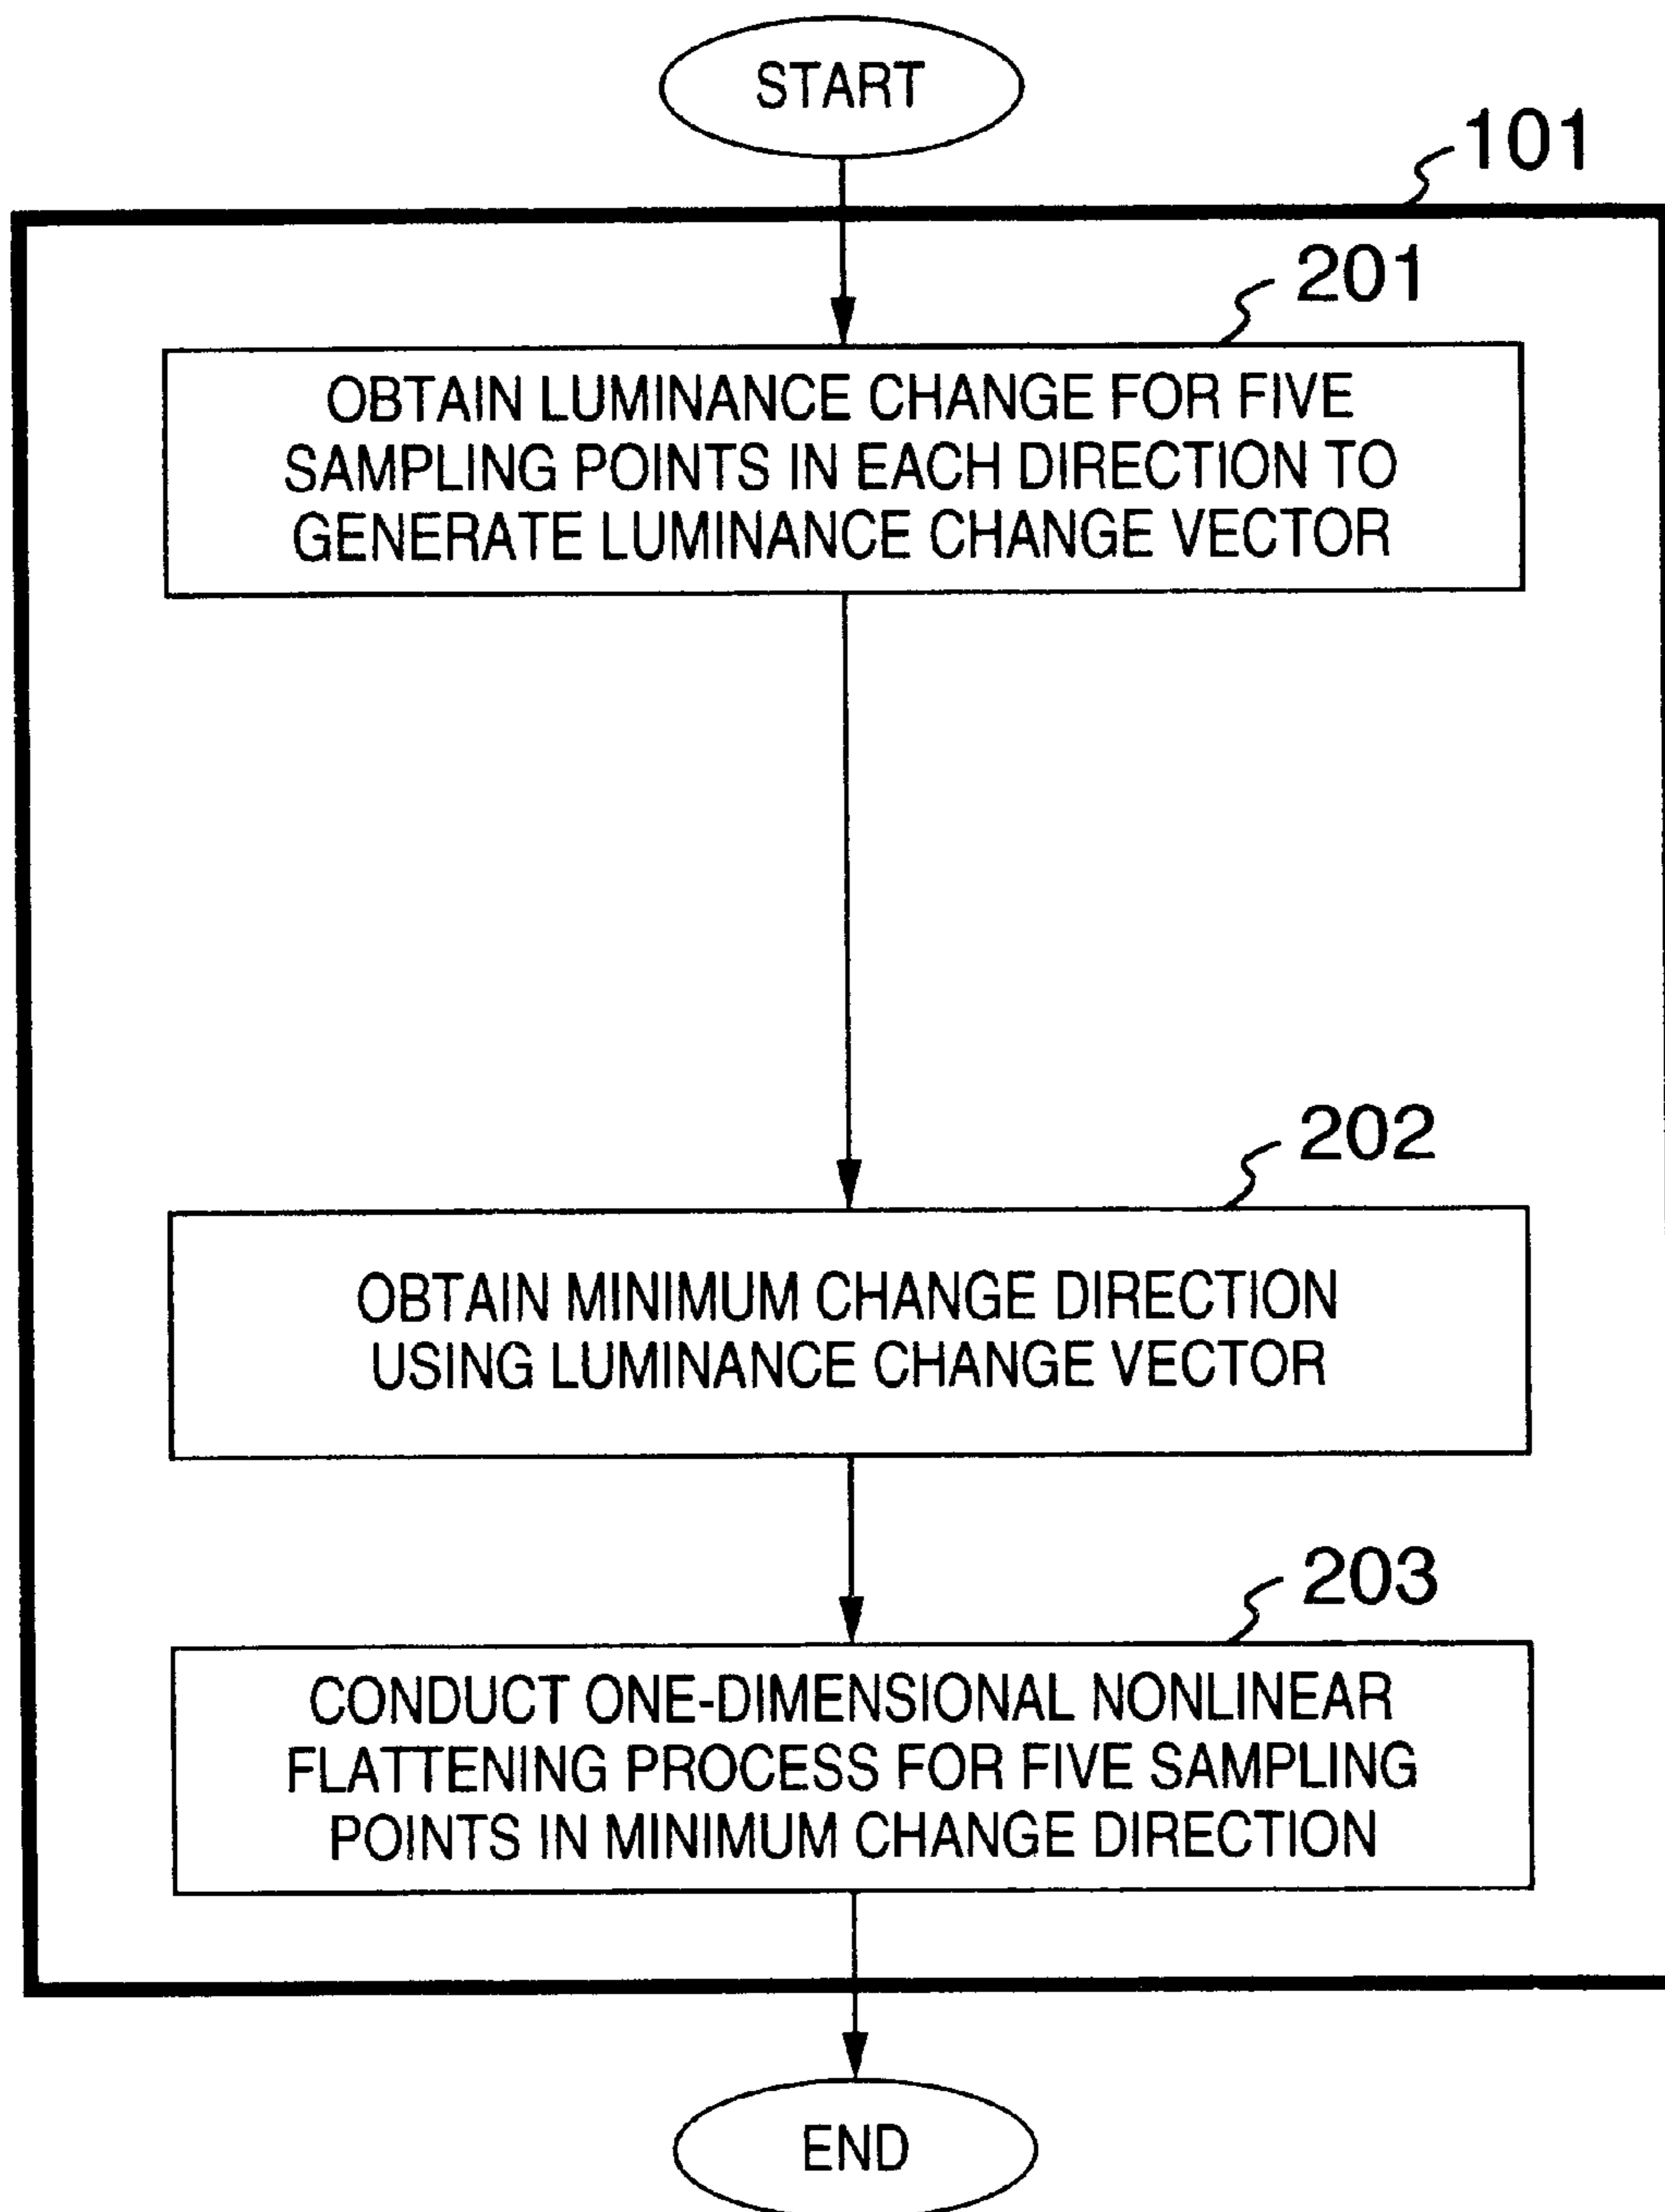 START
101
201
OBTAIN LUMINANCE CHANGE FOR FIVE
SAMPLING POINTS IN EACH DIRECTION TO
GENERATE LUMINANCE CHANGE VECTOR
202
OBTAIN MINIMUM CHANGE DIRECTION
USING LUMINANCE CHANGE VECTOR
203
CONDUCT ONE-DIMENSIONAL NONLINEAR
FLATTENING PROCESS FOR FIVE SAMPLING
POINTS IN MINIMUM CHANGE DIRECTION
END